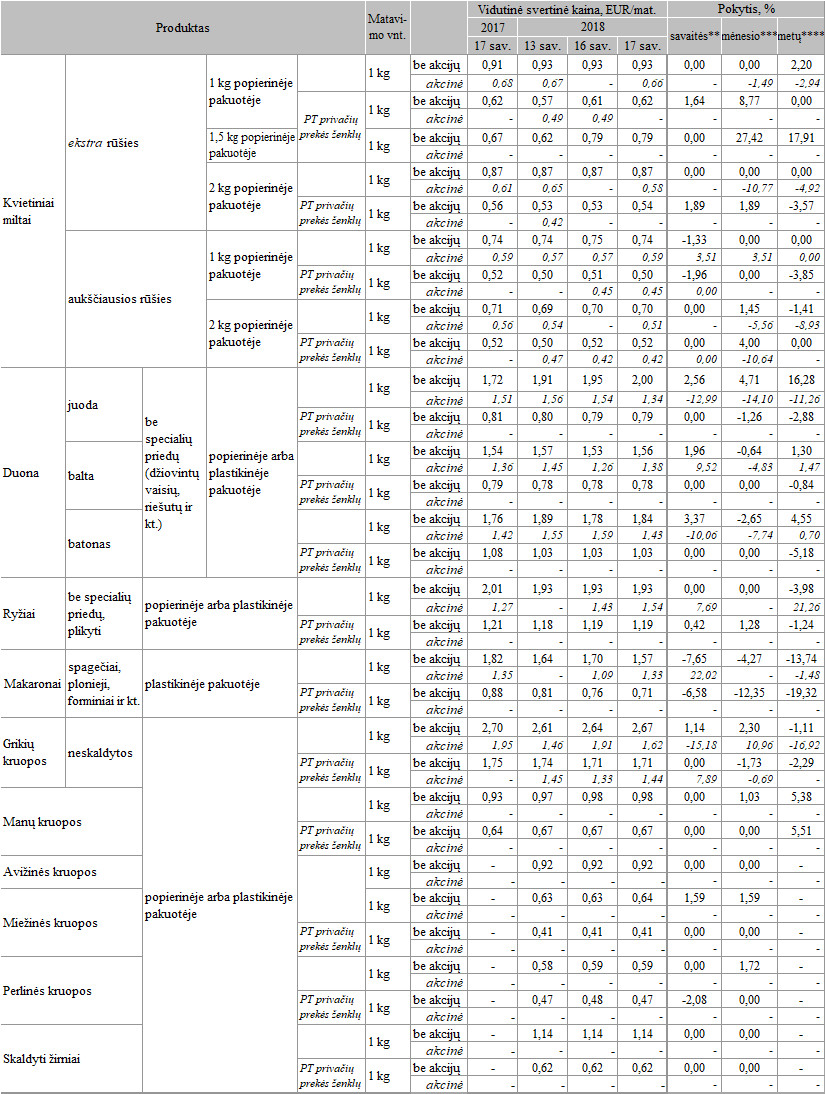 Produktas Matavi- Vidutinė svertinė kaina, EUR/mat. Pokytis, %
mo vnt. 2017 2018 savaitės** mėnesio*** metų****
17 sav. 13 sav. 16 sav. 17 sav.
Kvietiniai miltai ekstra rūšies 1 kg popierinėje pakuotėje 1 kg be akcijų 0,91 0,93 0,93 0,93 0,00 0,00 2,20
akcinė 0,68 0,67 - 0,66 - -1,49 -2,94
PT privačių prekės ženklų 1 kg be akcijų 0,62 0,57 0,61 0,62 1,64 8,77 0,00
akcinė - 0,49 0,49 - - - -
1,5 kg popierinėje pakuotėje 1 kg be akcijų 0,67 0,62 0,79 0,79 0,00 27,42 17,91
akcinė - - - - - - -
2 kg popierinėje pakuotėje 1 kg be akcijų 0,87 0,87 0,87 0,87 0,00 0,00 0,00
akcinė 0,61 0,65 - 0,58 - -10,77 -4,92
PT privačių prekės ženklų 1 kg be akcijų 0,56 0,53 0,53 0,54 1,89 1,89 -3,57
akcinė - 0,42 - - - - -
aukščiausios rūšies 1 kg popierinėje pakuotėje 1 kg be akcijų 0,74 0,74 0,75 0,74 -1,33 0,00 0,00
akcinė 0,59 0,57 0,57 0,59 3,51 3,51 0,00
PT privačių prekės ženklų 1 kg be akcijų 0,52 0,50 0,51 0,50 -1,96 0,00 -3,85
akcinė - - 0,45 0,45 0,00 - -
2 kg popierinėje pakuotėje 1 kg be akcijų 0,71 0,69 0,70 0,70 0,00 1,45 -1,41
akcinė 0,56 0,54 - 0,51 - -5,56 -8,93
PT privačių prekės ženklų 1 kg be akcijų 0,52 0,50 0,52 0,52 0,00 4,00 0,00
akcinė - 0,47 0,42 0,42 0,00 -10,64 -
Duona juoda be specialių priedų (džiovintų vaisių, riešutų ir kt.) popierinėje arba plastikinėje pakuotėje 1 kg be akcijų 1,72 1,91 1,95 2,00 2,56 4,71 16,28
akcinė 1,51 1,56 1,54 1,34 -12,99 -14,10 -11,26
PT privačių prekės ženklų 1 kg be akcijų 0,81 0,80 0,79 0,79 0,00 -1,26 -2,88
akcinė - - - - - - -
balta 1 kg be akcijų 1,54 1,57 1,53 1,56 1,96 -0,64 1,30
akcinė 1,36 1,45 1,26 1,38 9,52 -4,83 1,47
PT privačių prekės ženklų 1 kg be akcijų 0,79 0,78 0,78 0,78 0,00 0,00 -0,84
akcinė - - - - - - -
batonas 1 kg be akcijų 1,76 1,89 1,78 1,84 3,37 -2,65 4,55
akcinė 1,42 1,55 1,59 1,43 -10,06 -7,74 0,70
PT privačių prekės ženklų 1 kg be akcijų 1,08 1,03 1,03 1,03 0,00 0,00 -5,18
akcinė - - - - - - -
Ryžiai be specialių priedų, plikyti popierinėje arba plastikinėje pakuotėje 1 kg be akcijų 2,01 1,93 1,93 1,93 0,00 0,00 -3,98
akcinė 1,27 - 1,43 1,54 7,69 - 21,26
PT privačių prekės ženklų 1 kg be akcijų 1,21 1,18 1,19 1,19 0,42 1,28 -1,24
akcinė - - - - - - -
Makaronai spagečiai, plonieji, forminiai ir kt. plastikinėje pakuotėje 1 kg be akcijų 1,82 1,64 1,70 1,57 -7,65 -4,27 -13,74
akcinė 1,35 - 1,09 1,33 22,02 - -1,48
PT privačių prekės ženklų 1 kg be akcijų 0,88 0,81 0,76 0,71 -6,58 -12,35 -19,32
akcinė - - - - - - -
Grikių kruopos neskaldytos popierinėje arba plastikinėje pakuotėje 1 kg be akcijų 2,70 2,61 2,64 2,67 1,14 2,30 -1,11
akcinė 1,95 1,46 1,91 1,62 -15,18 10,96 -16,92
PT privačių prekės ženklų 1 kg be akcijų 1,75 1,74 1,71 1,71 0,00 -1,73 -2,29
akcinė - 1,45 1,33 1,44 7,89 -0,69 -
Manų kruopos 1 kg be akcijų 0,93 0,97 0,98 0,98 0,00 1,03 5,38
akcinė - - - - - - -
PT privačių prekės ženklų 1 kg be akcijų 0,64 0,67 0,67 0,67 0,00 0,00 5,51
akcinė - - - - - - -
Avižinės kruopos 1 kg be akcijų - 0,92 0,92 0,92 0,00 0,00 -
akcinė - - - - - - -
Miežinės kruopos 1 kg be akcijų - 0,63 0,63 0,64 1,59 1,59 -
akcinė - - - - - - -
PT privačių prekės ženklų 1 kg be akcijų - 0,41 0,41 0,41 0,00 0,00 -
akcinė - - - - - - -
Perlinės kruopos 1 kg be akcijų - 0,58 0,59 0,59 0,00 1,72 -
akcinė - - - - - - -
PT privačių prekės ženklų 1 kg be akcijų - 0,47 0,48 0,47 -2,08 0,00 -
akcinė - - - - - - -
Skaldyti žirniai 1 kg be akcijų - 1,14 1,14 1,14 0,00 0,00 -
akcinė - - - - - - -
PT privačių prekės ženklų 1 kg be akcijų - 0,62 0,62 0,62 0,00 0,00 -
akcinė - - - - - - -